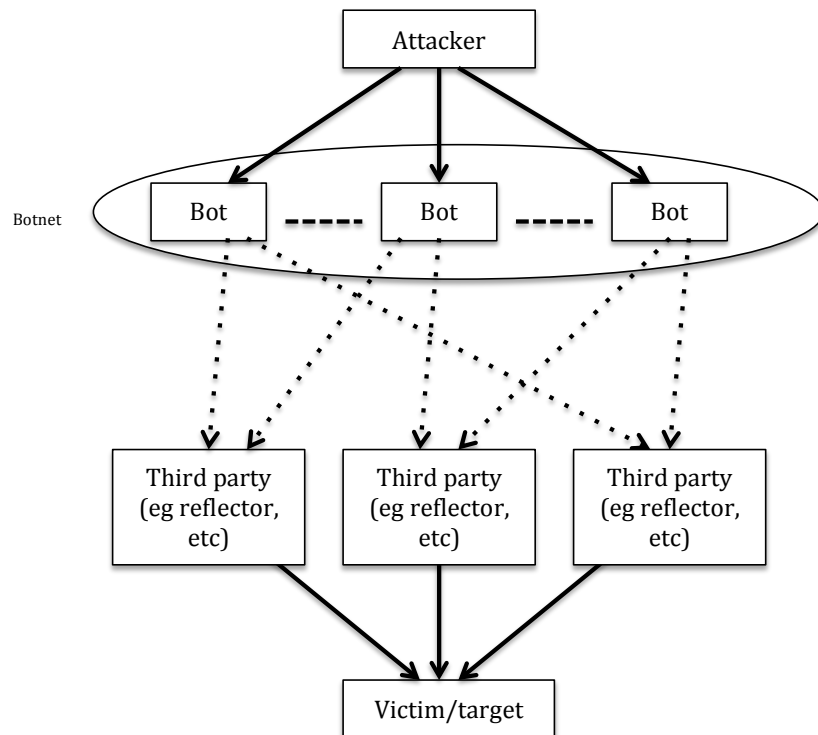 Attacker
Botnet
Bot
Bot
Bot
Third party
(eg reflector,
etc)
Third party
(eg reflector,
etc)
Third party
(eg reflector,
etc)
Victim/target